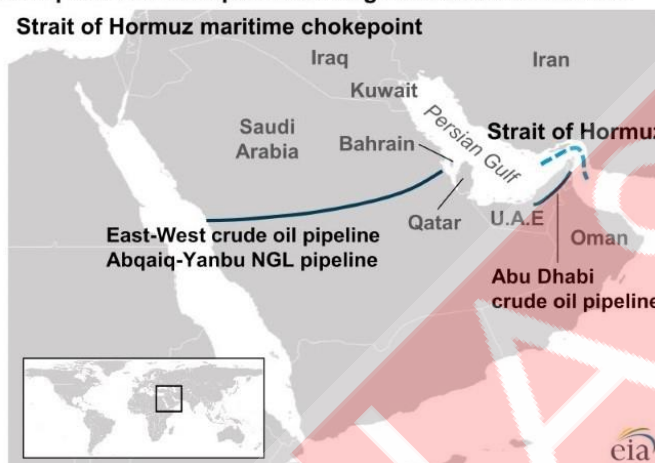 Strait of Hormuz maritime chokepoint
Iraq
Iran
Kuwait
Persian Gulf
Saudi
Arabia
Bahrain
Strait of Hormuz
Qatar
U.A.E
Oman
East-West crude oil pipeline
Abqaiq-Yanbu NGL pipeline
Abu Dhabi
crude oil pipeline
eia